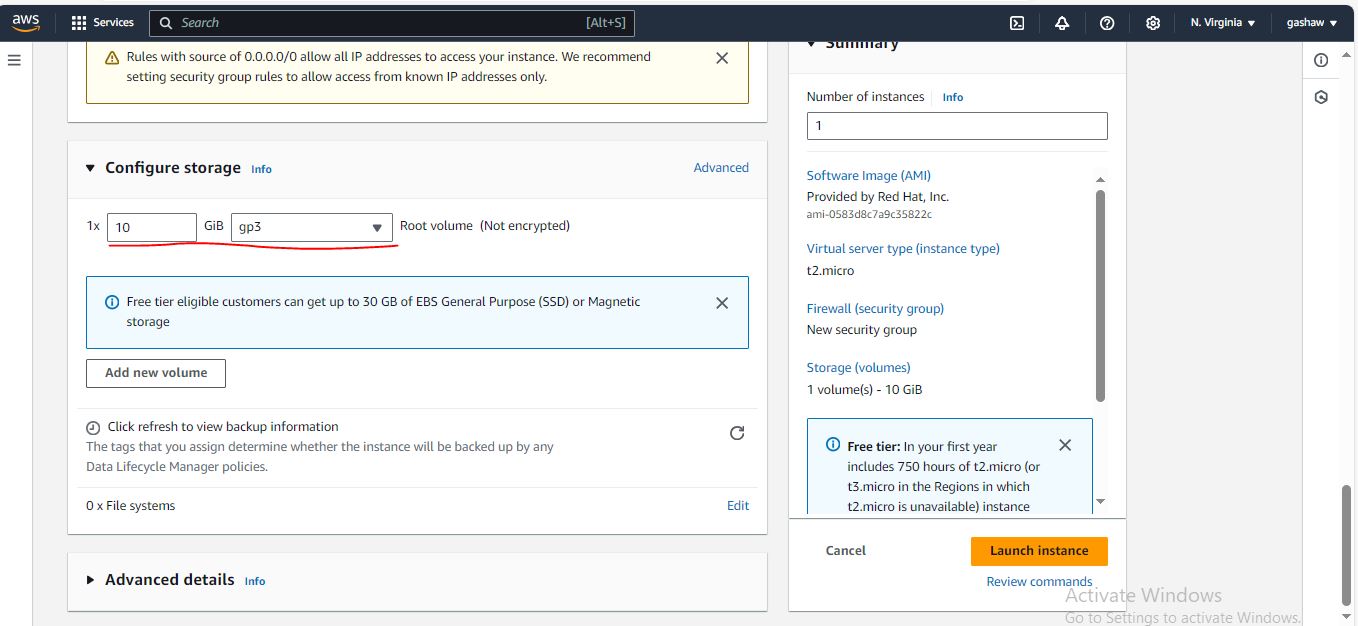 aws
Services
Search
[Alt+S]
N. Virginia
gashaw
Rules with source of 0.0.0.0/0 allow all IP addresses to access your instance. We recommend
setting security group rules to allow access from known IP addresses only.
Configure storage Info
Advanced
1x 10 GiB gp3 Root volume (Not encrypted)
Free tier eligible customers can get up to 30 GB of EBS General Purpose (SSD) or Magnetic
storage
Add new volume
Click refresh to view backup information
The tags that you assign determine whether the instance will be backed up by any
Data Lifecycle Manager policies.
0 x File systems
Edit
Advanced details Info
Summary
Number of instances Info
1
Software Image (AMI)
Provided by Red Hat, Inc.
ami-0583d8c7a9c35822c
Virtual server type (instance type)
t2.micro
Firewall (security group)
New security group
Storage (volumes)
1 volume(s) - 10 GiB
Free tier: In your first year
includes 750 hours of t2.micro (or
t3.micro in the Regions in which
t2.micro is unavailable) instance
Cancel
Launch instance
Review commands
Activate Windows
Go to Settings to activate Windows.